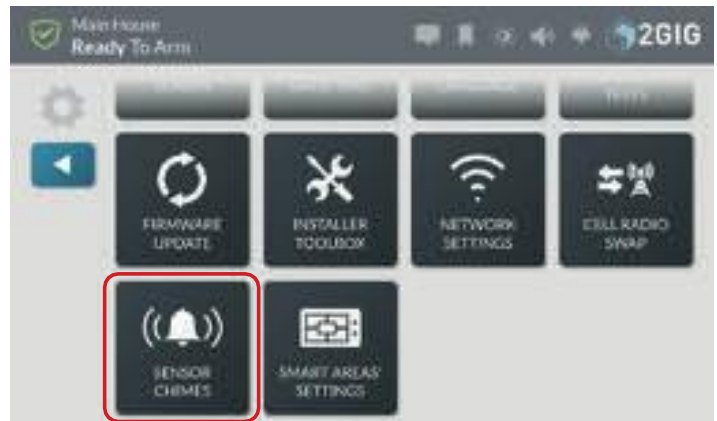 Main House
Ready To Arm
2GIG
FIRMWARE
UPDATE
INSTALLER
TOOLBOX
NETWORK
SETTINGS
CELL RADIO
SWAP
SENSOR
CHIMES
SMART AREAS
SETTINGS